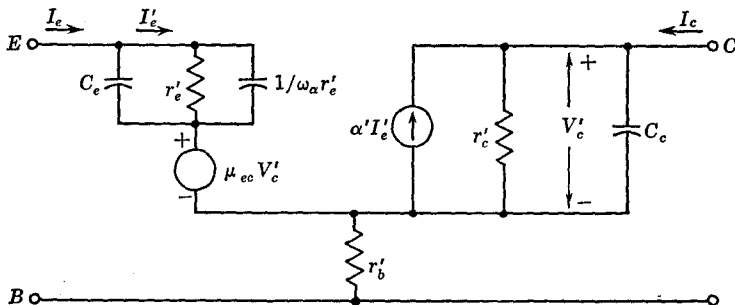 I_e
I'_e
I_c
E
C
C_e
r'_e
1/ω_α r'_e
+
μ_ec V'_c
-
α'I'_e
r'_c
+
V'_c
-
C_c
r'_b
B